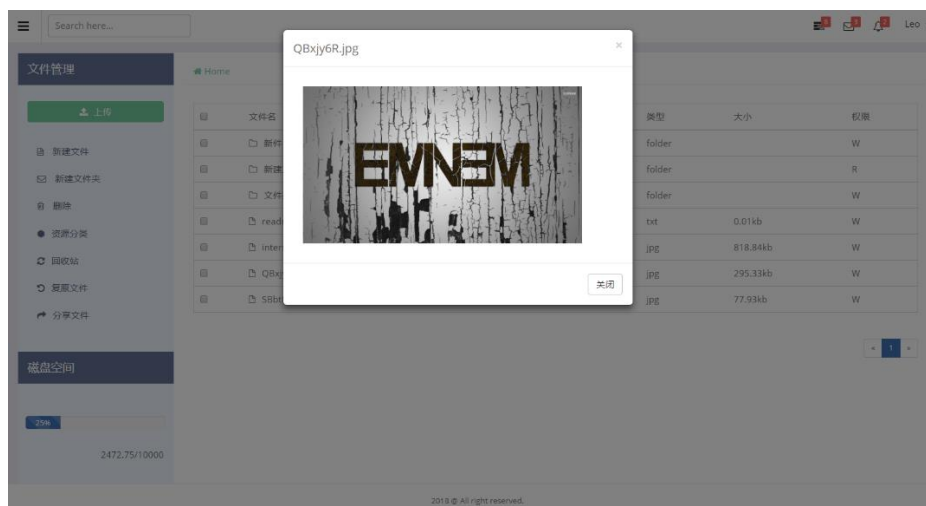 Search here...
5
5
2
Leo
QBxjy6R.jpg
×
文件管理
Home
上传
文件名
类型
大小
权限
folder
W
新建文件
folder
R
新建文件夹
folder
W
删除
txt
0.01kb
W
资源分类
jpg
818.84kb
W
回收站
jpg
295.33kb
W
复原文件
jpg
77.93kb
W
分享文件
EMINEM
关闭
«
1
»
磁盘空间
25%
2472.75/10000
2018 @ All right reserved.